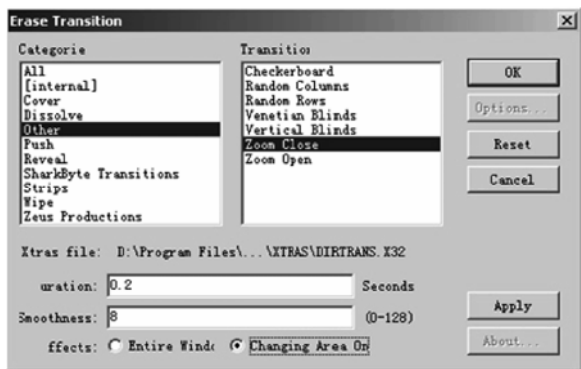 Erase Transition
Categorie Transition
All
[internal]
Cover
Dissolve
Other
Push
Reveal
SharkByte Transitions
Strips
Wipe
Zeus Productions
Checkerboard
Random Columns
Random Rows
Venetian Blinds
Vertical Blinds
Zoom Close
Zoom Open
OK
Options...
Reset
Cancel
Xtras file: D:\Program Files\...\XTRAS\DIRTRANS.X32
uration: 0.2 Seconds
Smoothness: 8 (0-128)
ffects: Entire Windo Changing Area On
Apply
About...